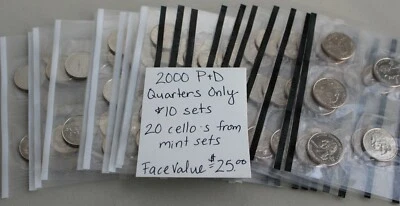 2000 P+D
Quarters Only
$10 sets
20 cello's from
mint sets
Face Value $25.00